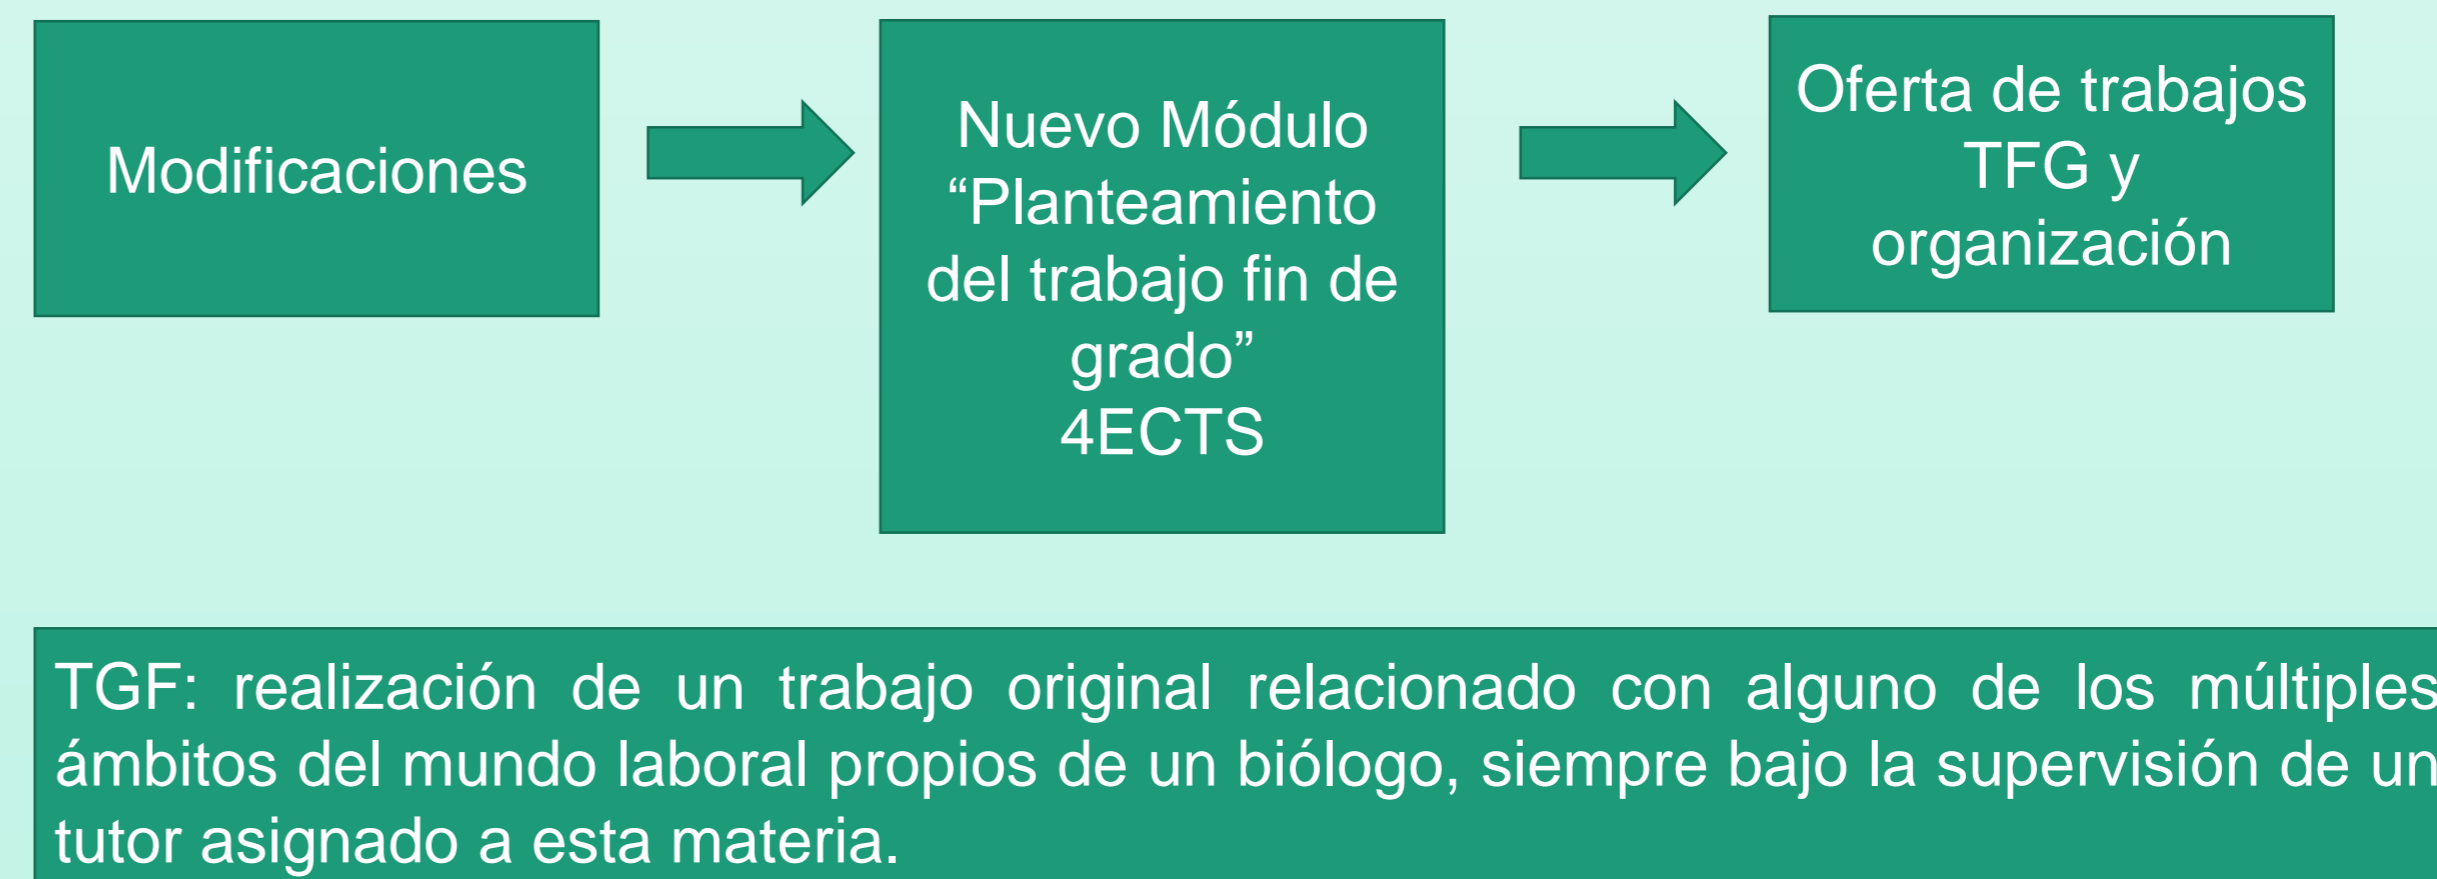 Modificaciones
Nuevo Módulo
“Planteamiento
del trabajo fin de
grado”
4ECTS
Oferta de trabajos
TFG y
organización
TGF: realización de un trabajo original relacionado con alguno de los múltiples
ámbitos del mundo laboral propios de un biólogo, siempre bajo la supervisión de un
tutor asignado a esta materia.